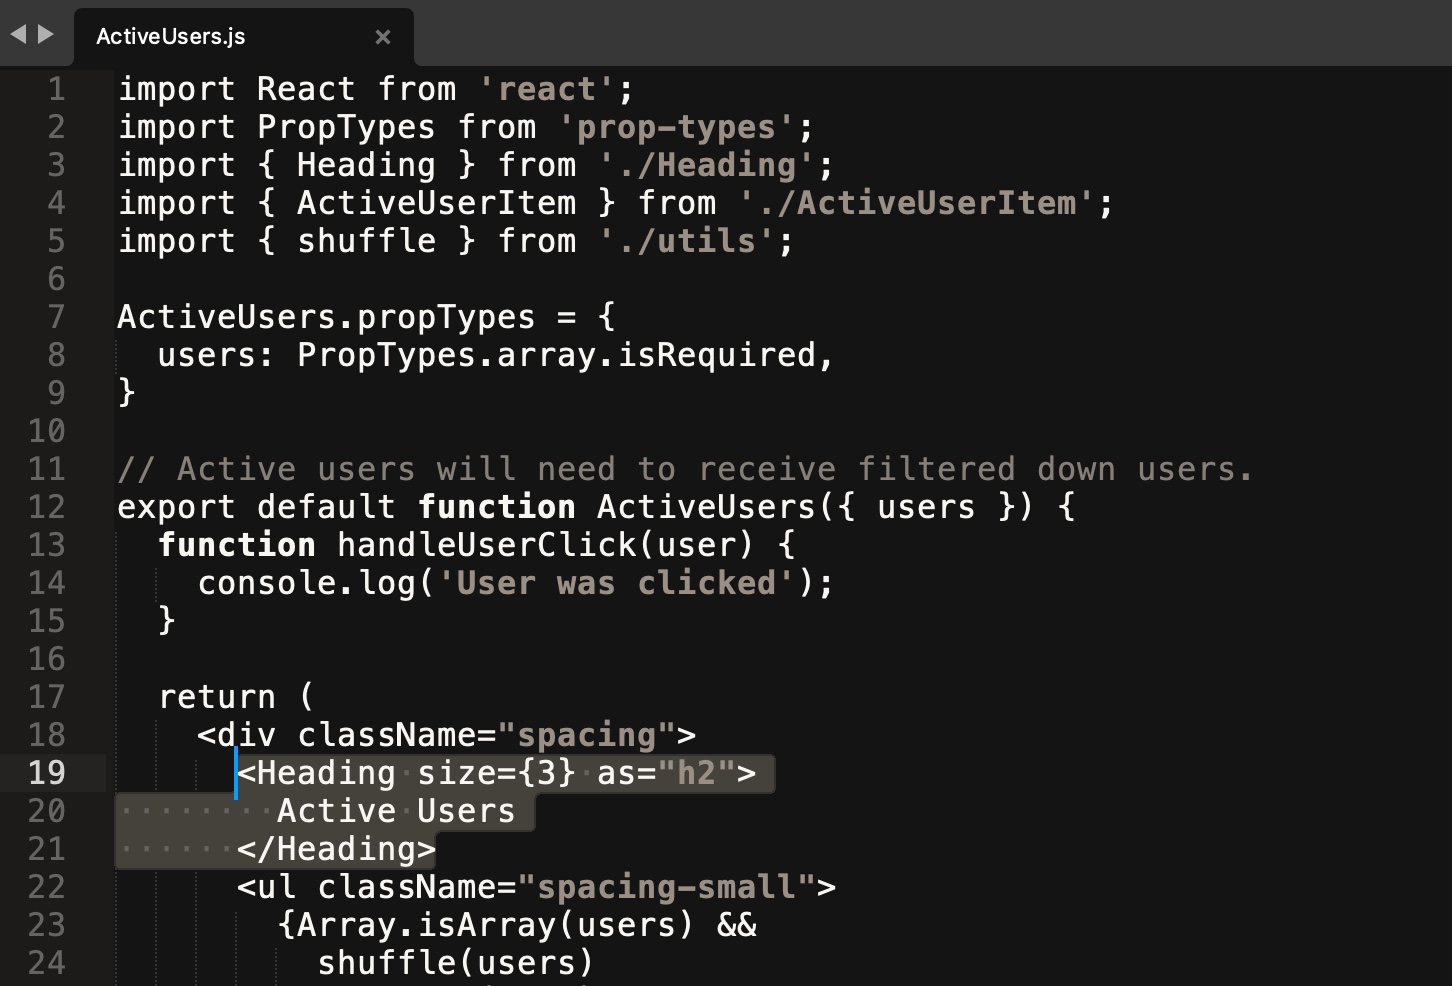 ActiveUsers.js
1 import React from 'react';
2 import PropTypes from 'prop-types';
3 import { Heading } from './Heading';
4 import { ActiveUserItem } from './ActiveUserItem';
5 import { shuffle } from './utils';
6
7 ActiveUsers.propTypes = {
8   users: PropTypes.array.isRequired,
9 }
10
11 // Active users will need to receive filtered down users.
12 export default function ActiveUsers({ users }) {
13   function handleUserClick(user) {
14     console.log('User was clicked');
15   }
16
17   return (
18     <div className="spacing">
19       <Heading size={3} as="h2">
20         Active Users
21       </Heading>
22       <ul className="spacing-small">
23         {Array.isArray(users) &&
24           shuffle(users)